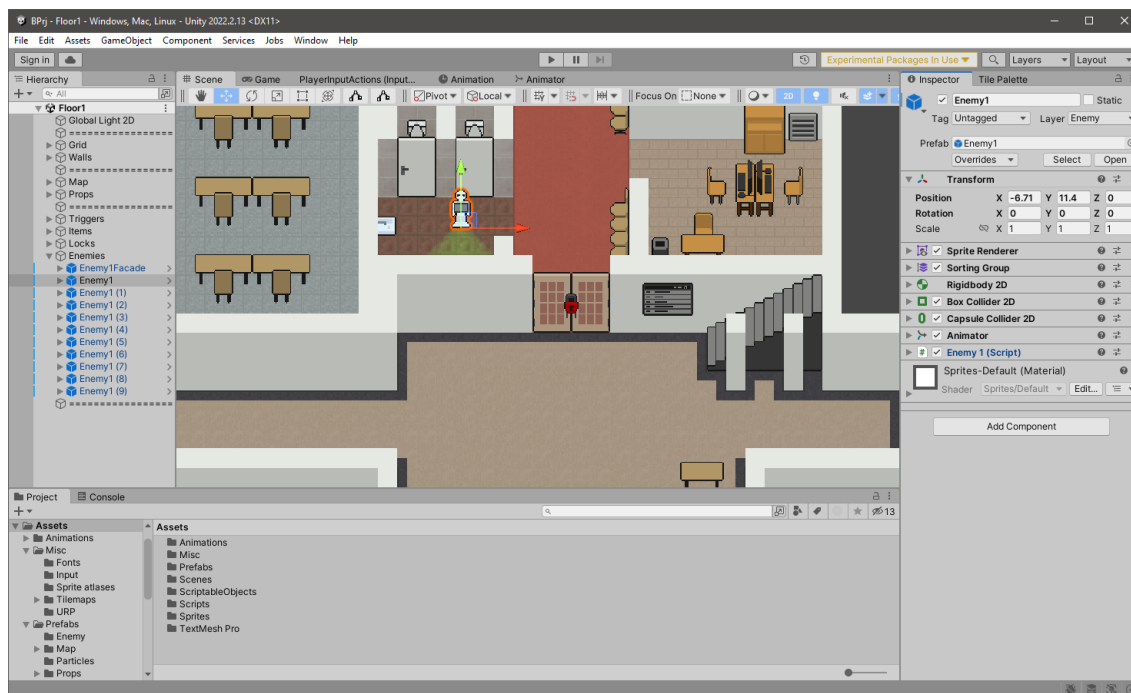 BPrj - Floor1 - Windows, Mac, Linux - Unity 2022.2.13 <DX11>
File Edit Assets GameObject Component Services Jobs Window Help
Sign in
Experimental Packages In Use
Layers
Layout
Hierarchy
All
Floor1
Global Light 2D
=================
Grid
Walls
=================
Map
Props
=================
Triggers
Items
Locks
Enemies
Enemy1Facade
Enemy1
Enemy1 (1)
Enemy1 (2)
Enemy1 (3)
Enemy1 (4)
Enemy1 (5)
Enemy1 (6)
Enemy1 (7)
Enemy1 (8)
Enemy1 (9)
=================
Scene Game PlayerInputActions (Input... Animation Animator
Pivot Local Focus On None 2D
Inspector Tile Palette
Enemy1 Static
Tag Untagged Layer Enemy
Prefab Enemy1
Overrides Select Open
Transform
Position X -6.71 Y 11.4 Z 0
Rotation X 0 Y 0 Z 0
Scale X 1 Y 1 Z 1
Sprite Renderer
Sorting Group
Rigidbody 2D
Box Collider 2D
Capsule Collider 2D
Animator
Enemy 1 (Script)
Sprites-Default (Material)
Shader Sprites/Default Edit...
Add Component
Project Console
13
Assets
Animations
Misc
Fonts
Input
Sprite atlases
Tilemaps
URP
Prefabs
Enemy
Map
Particles
Props
Assets
Animations
Misc
Prefabs
Scenes
ScriptableObjects
Scripts
Sprites
TextMesh Pro